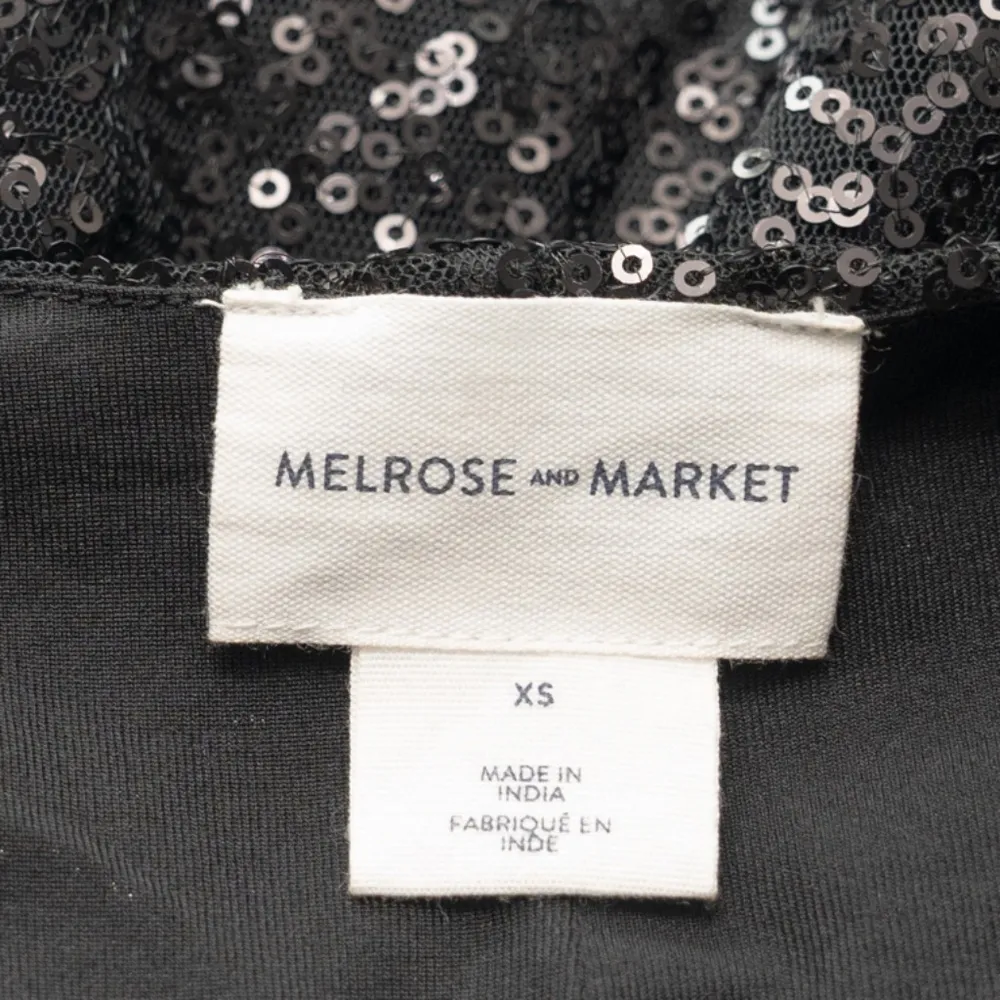 MELROSE AND MARKET
XS
MADE IN
INDIA
FABRIQUÉ EN
INDE